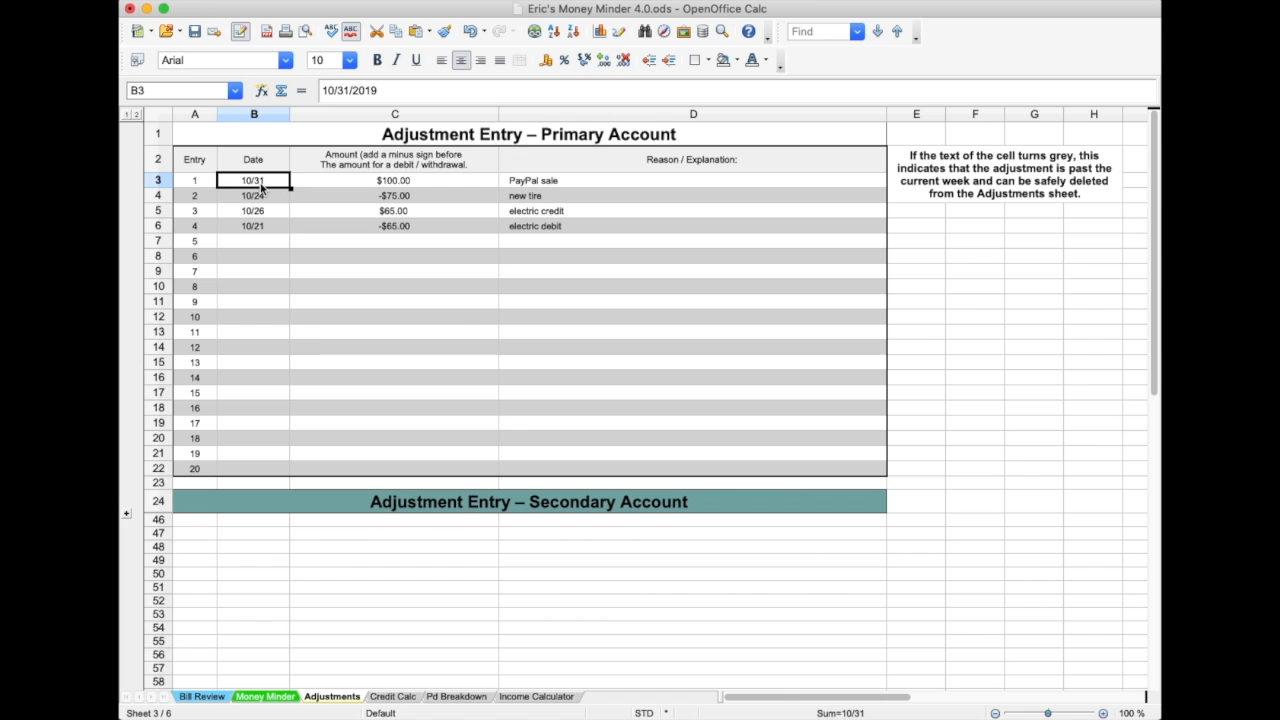 Eric's Money Minder 4.0.ods - OpenOffice Calc
Find
Arial 10 B I U
B3 = 10/31/2019
1 2 A B C D E F G H
1 Adjustment Entry – Primary Account
2 Entry Date Amount (add a minus sign before
The amount for a debit / withdrawal. Reason / Explanation:
If the text of the cell turns grey, this
indicates that the adjustment is past the
current week and can be safely deleted
from the Adjustments sheet.
3 1 10/31 $100.00 PayPal sale
4 2 10/24 -$75.00 new tire
5 3 10/26 $65.00 electric credit
6 4 10/21 -$65.00 electric debit
7 5
8 6
9 7
10 8
11 9
12 10
13 11
14 12
15 13
16 14
17 15
18 16
19 17
20 18
21 19
22 20
23
24 Adjustment Entry – Secondary Account
46
47
48
49
50
51
52
53
54
55
56
57
58
Bill Review Money Minder Adjustments Credit Calc Pd Breakdown Income Calculator
Sheet 3 / 6 Default STD * Sum=10/31 100 %